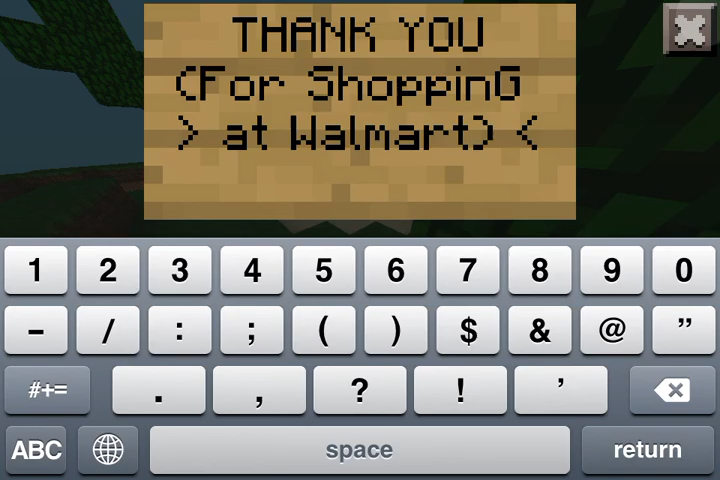 THANK YOU
(For ShoppinG
> at Walmart) <
1 2 3 4 5 6 7 8 9 0
- / : ; ( ) $ & @ ”
#+= . , ? ! ’
ABC space return